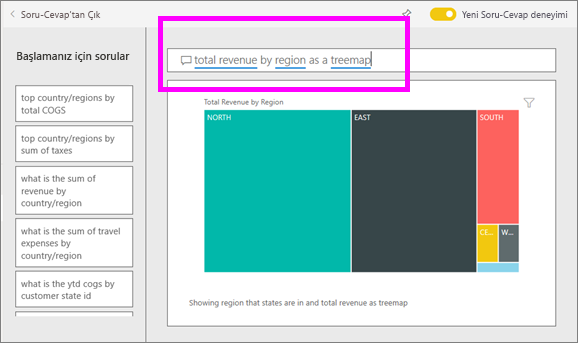 Soru-Cevap'tan Çık
Yeni Soru-Cevap deneyimi
Başlamanız için sorular
top country/regions by
total COGS
top country/regions by
sum of taxes
what is the sum of
revenue by
country/region
what is the sum of travel
expenses by
country/region
what is the ytd cogs by
customer state id
total revenue by region as a treemap
Total Revenue by Region
NORTH
EAST
SOUTH
CE...
W...
Showing region that states are in and total revenue as treemap